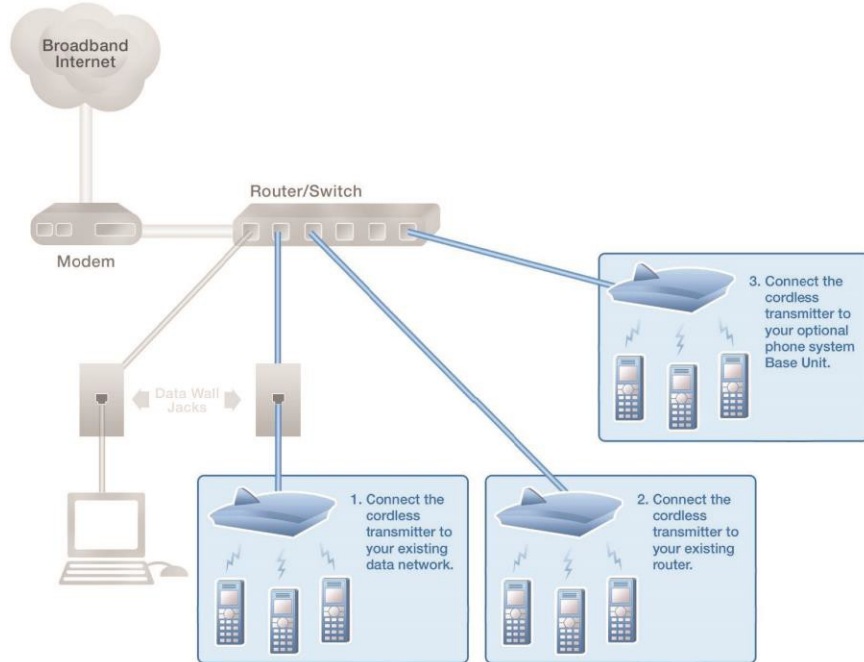 Broadband
Internet
Router/Switch
Modem
Data Wall
Jacks
1. Connect the
cordless
transmitter to
your existing
data network.
2. Connect the
cordless
transmitter to
your existing
router.
3. Connect the
cordless
transmitter to
your optional
phone system
Base Unit.